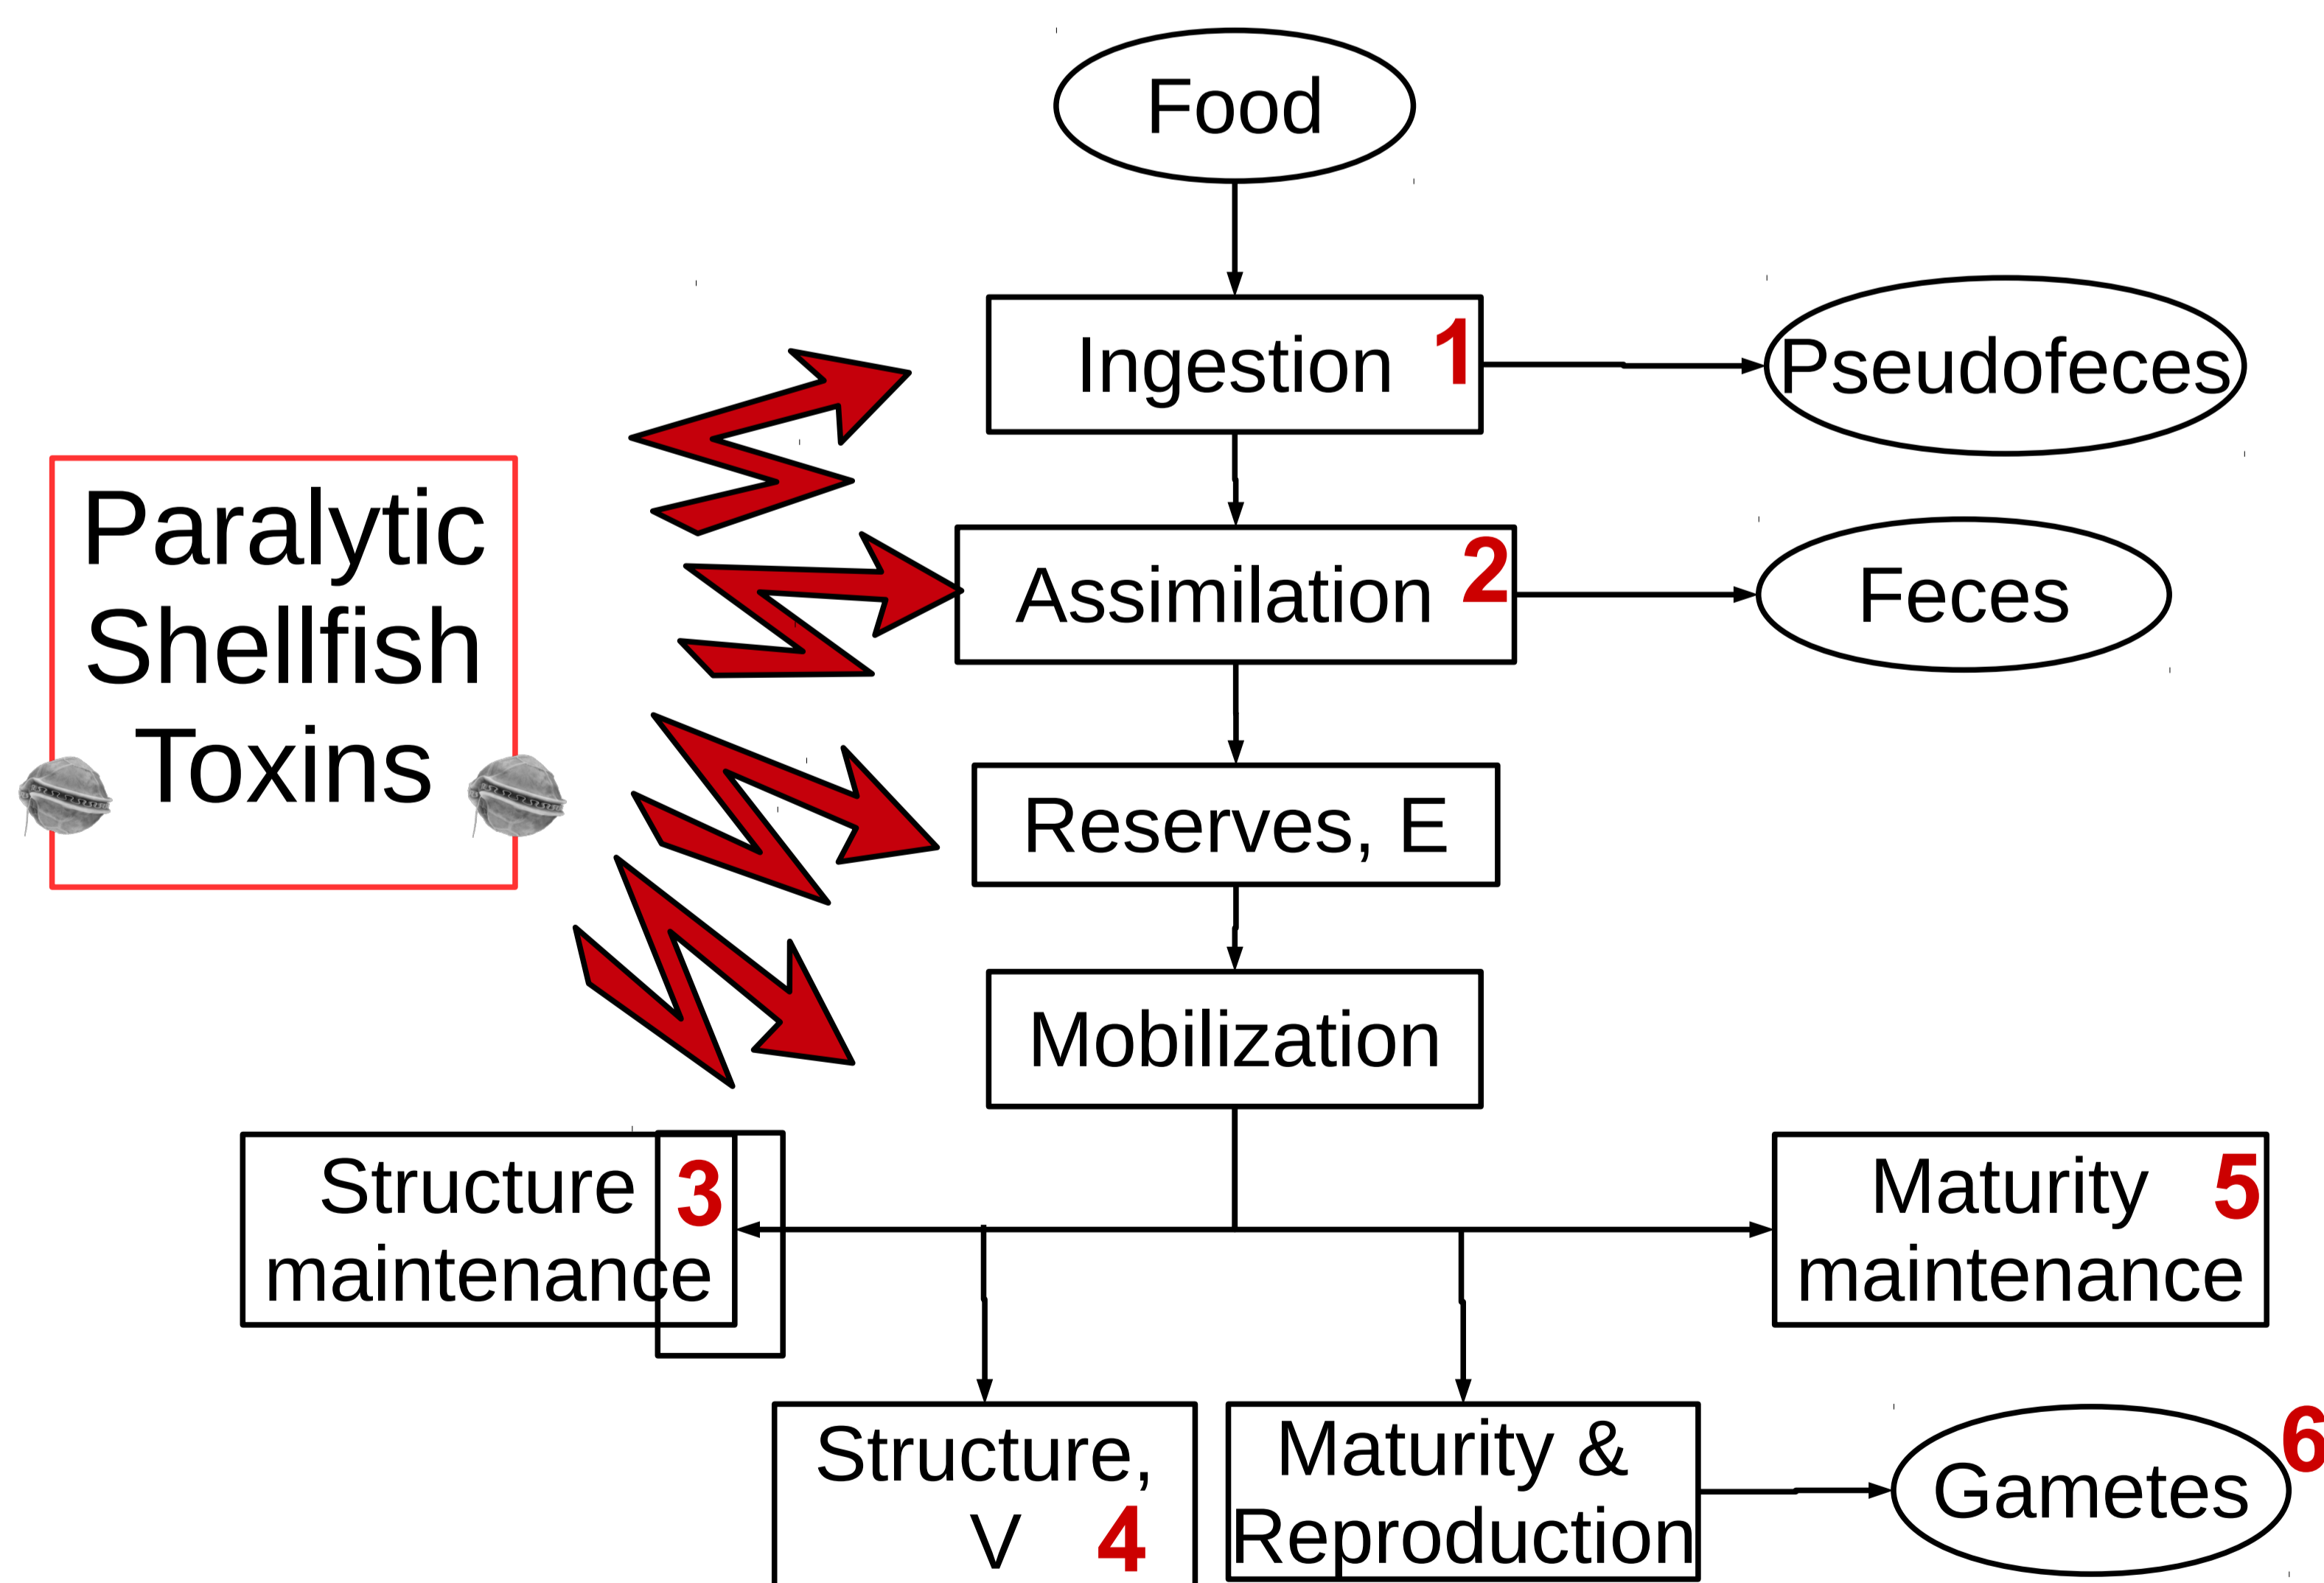 Food
Ingestion 1
Pseudofeces
Paralytic
Shellfish
Toxins
Assimilation 2
Feces
Reserves, E
Mobilization
Structure 3
maintenance
Maturity 5
maintenance
Structure,
V 4
Maturity &
Reproduction
Gametes 6